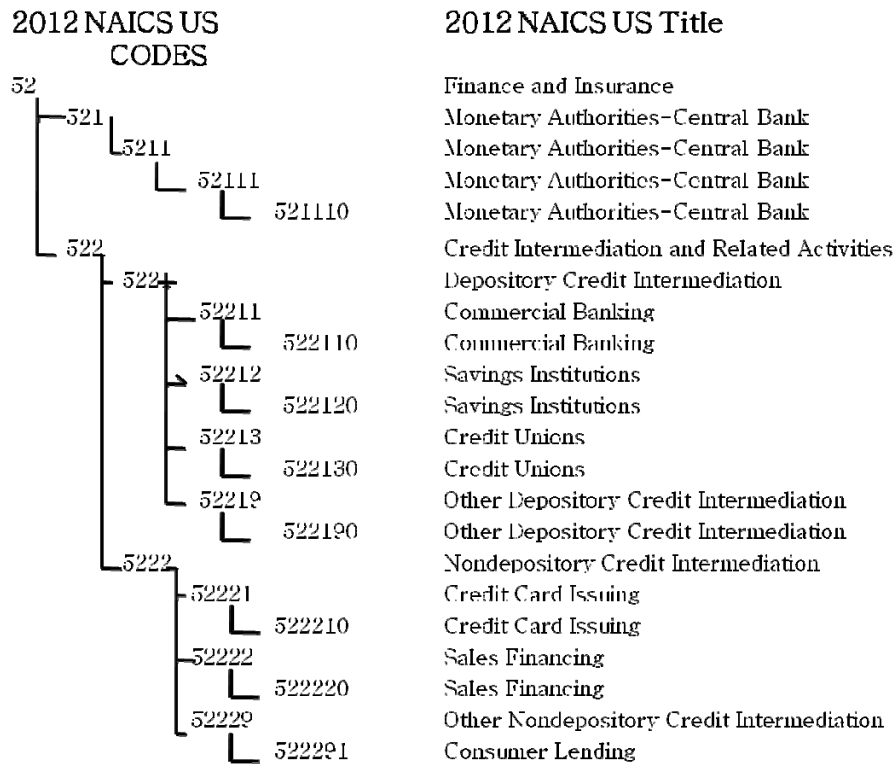 2012 NAICS US CODES 2012 NAICS US Title
52 Finance and Insurance
521 Monetary Authorities-Central Bank
5211 Monetary Authorities-Central Bank
52111 Monetary Authorities-Central Bank
521110 Monetary Authorities-Central Bank
522 Credit Intermediation and Related Activities
5221 Depository Credit Intermediation
52211 Commercial Banking
522110 Commercial Banking
52212 Savings Institutions
522120 Savings Institutions
52213 Credit Unions
522130 Credit Unions
52219 Other Depository Credit Intermediation
522190 Other Depository Credit Intermediation
5222 Nondepository Credit Intermediation
52221 Credit Card Issuing
522210 Credit Card Issuing
52222 Sales Financing
522220 Sales Financing
52229 Other Nondepository Credit Intermediation
522291 Consumer Lending